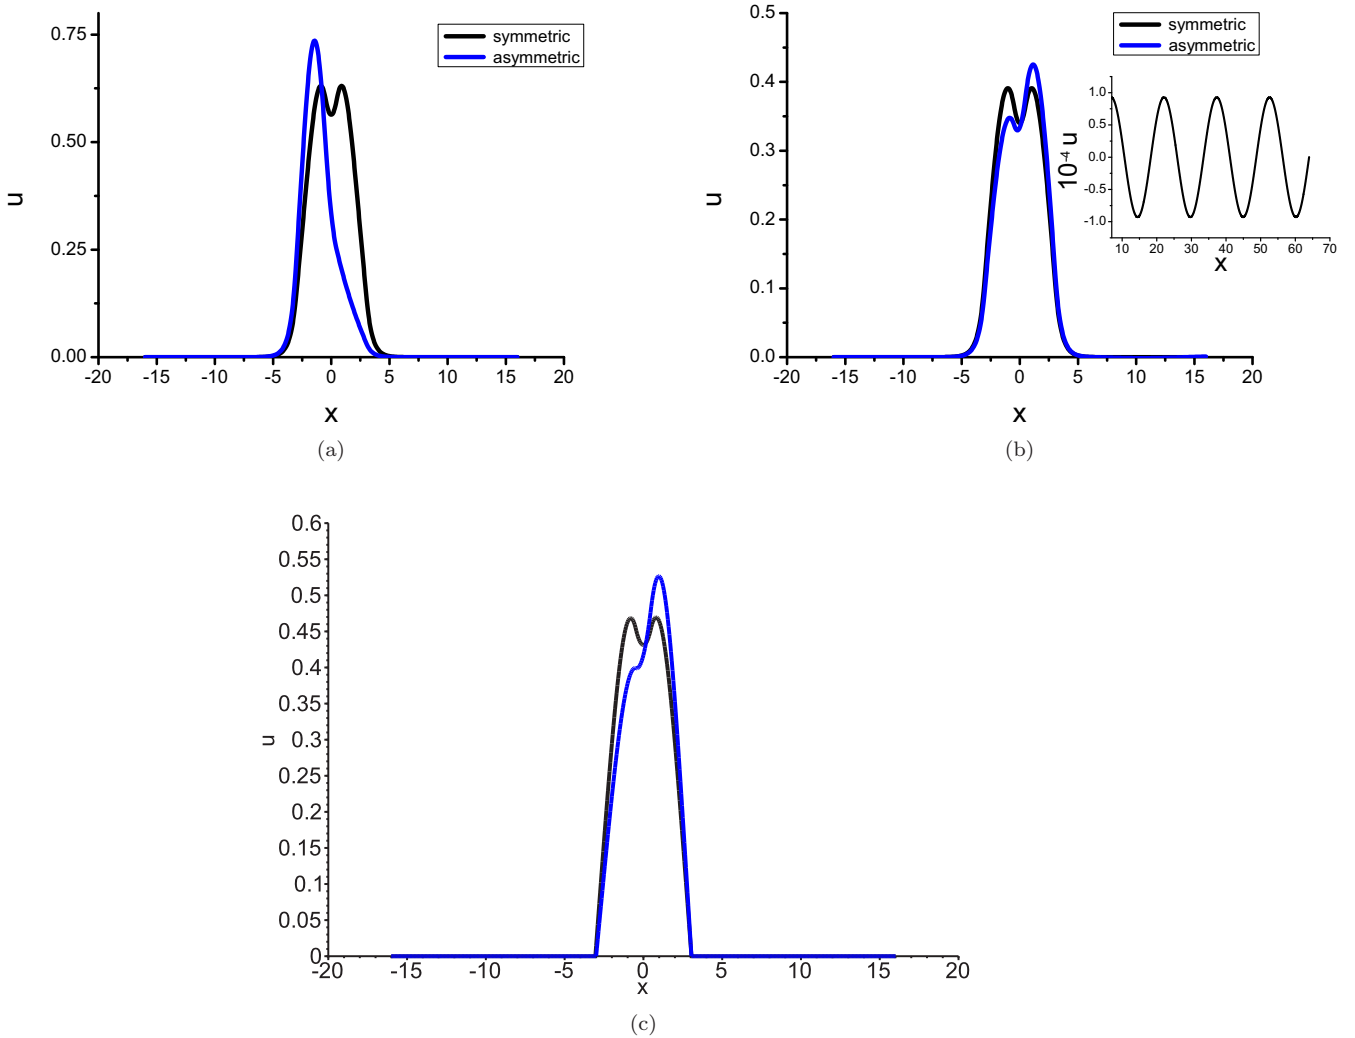 symmetric
asymmetric
0.75
0.50
0.25
0.00
-20 -15 -10 -5 0 5 10 15 20
u
x
(a)
symmetric
asymmetric
0.5
0.4
0.3
0.2
0.1
0.0
-20 -15 -10 -5 0 5 10 15 20
u
x
1.0
0.5
0.0
-0.5
-1.0
10 20 30 40 50 60 70
10⁻⁴ u
x
(b)
0.6
0.55
0.5
0.45
0.4
0.35
0.3
0.25
0.2
0.15
0.1
0.05
0
-20 -15 -10 -5 0 5 10 15 20
u
x
(c)